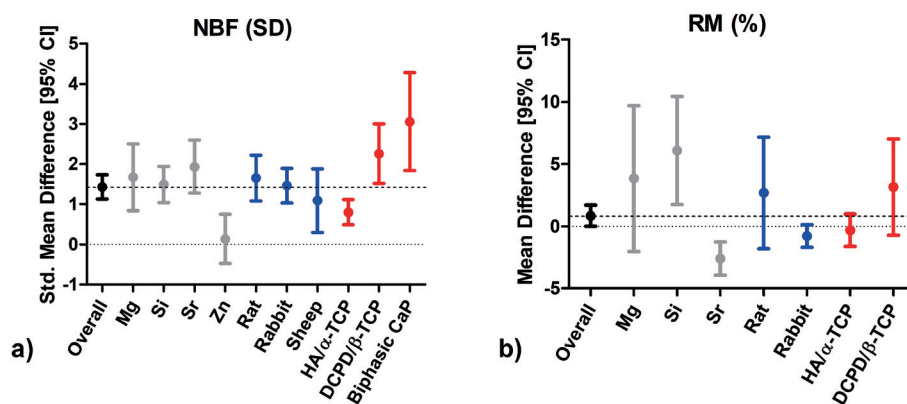 NBF (SD)
Std. Mean Difference [95% CI]
5
4
3
2
1
0
-1
Overall
Mg
Si
Sr
Zn
Rat
Rabbit
Sheep
HA/α-TCP
DCPD/β-TCP
Biphasic CaP
a)
RM (%)
Mean Difference [95% CI]
15
10
5
0
-5
Overall
Mg
Si
Sr
Rat
Rabbit
HA/α-TCP
DCPD/β-TCP
b)